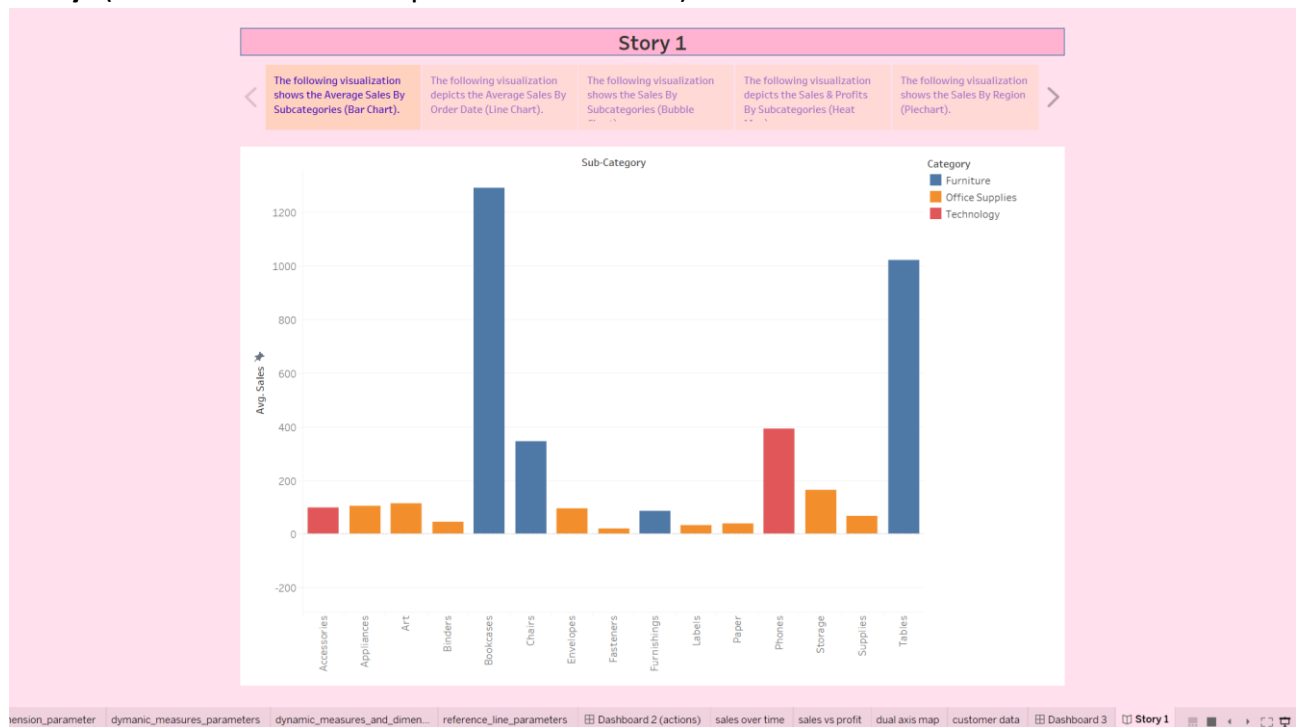 Story 1
The following visualization
shows the Average Sales By
Subcategories (Bar Chart).
The following visualization
depicts the Average Sales By
Order Date (Line Chart).
The following visualization
shows the Sales By
Subcategories (Bubble
The following visualization
depicts the Sales & Profits
By Subcategories (Heat
The following visualization
shows the Sales By Region
(Piechart).
Sub-Category
Category
Furniture
Office Supplies
Technology
Avg. Sales
1200
1000
800
600
400
200
0
-200
Accessories
Appliances
Art
Binders
Bookcases
Chairs
Envelopes
Fasteners
Furnishings
Labels
Paper
Phones
Storage
Supplies
Tables
dymanic_measures_parameters
dynamic_measures_and_dimen...
reference_line_parameters
Dashboard 2 (actions)
sales over time
sales vs profit
dual axis map
customer data
Dashboard 3
Story 1